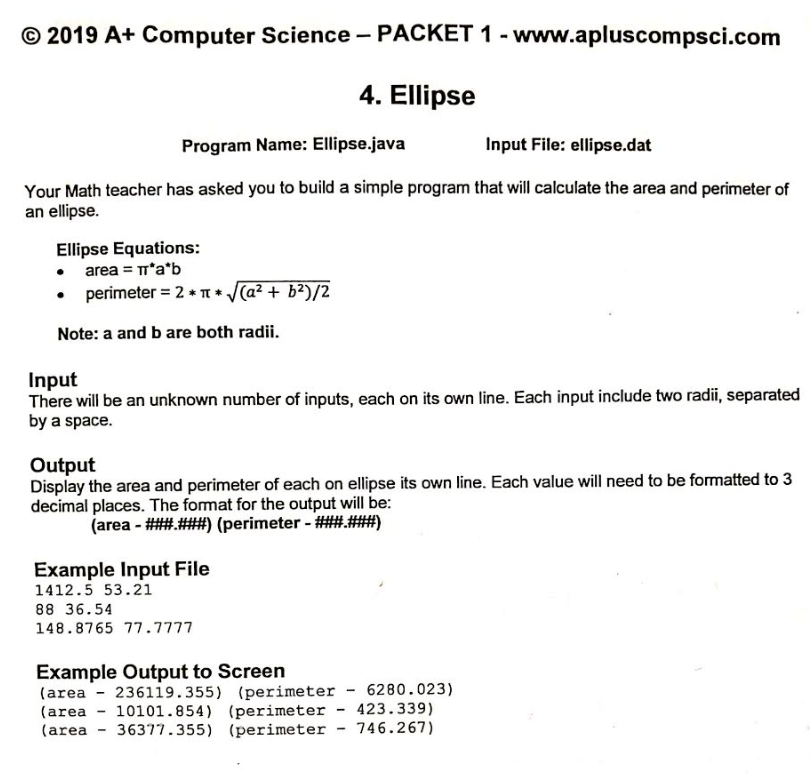 © 2019 A+ Computer Science – PACKET 1 - www.apluscompsci.com
4. Ellipse
Program Name: Ellipse.java Input File: ellipse.dat
Your Math teacher has asked you to build a simple program that will calculate the area and perimeter of
an ellipse.
Ellipse Equations:
• area = π*a*b
• perimeter = 2 * π * √(a² + b²)/2
Note: a and b are both radii.
Input
There will be an unknown number of inputs, each on its own line. Each input include two radii, separated
by a space.
Output
Display the area and perimeter of each on ellipse its own line. Each value will need to be formatted to 3
decimal places. The format for the output will be:
(area - ###.###) (perimeter - ###.###)
Example Input File
1412.5 53.21
88 36.54
148.8765 77.7777
Example Output to Screen
(area - 236119.355) (perimeter - 6280.023)
(area - 10101.854) (perimeter - 423.339)
(area - 36377.355) (perimeter - 746.267)